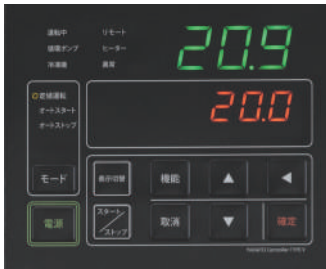 運転中 リモート
循環ポンプ ヒーター
冷凍機 異常
20.9
定値運転
オートスタート
オートストップ
20.0
モード
表示切替
機能
▲
◀
電源
スタート/ストップ
取消
▼
確定